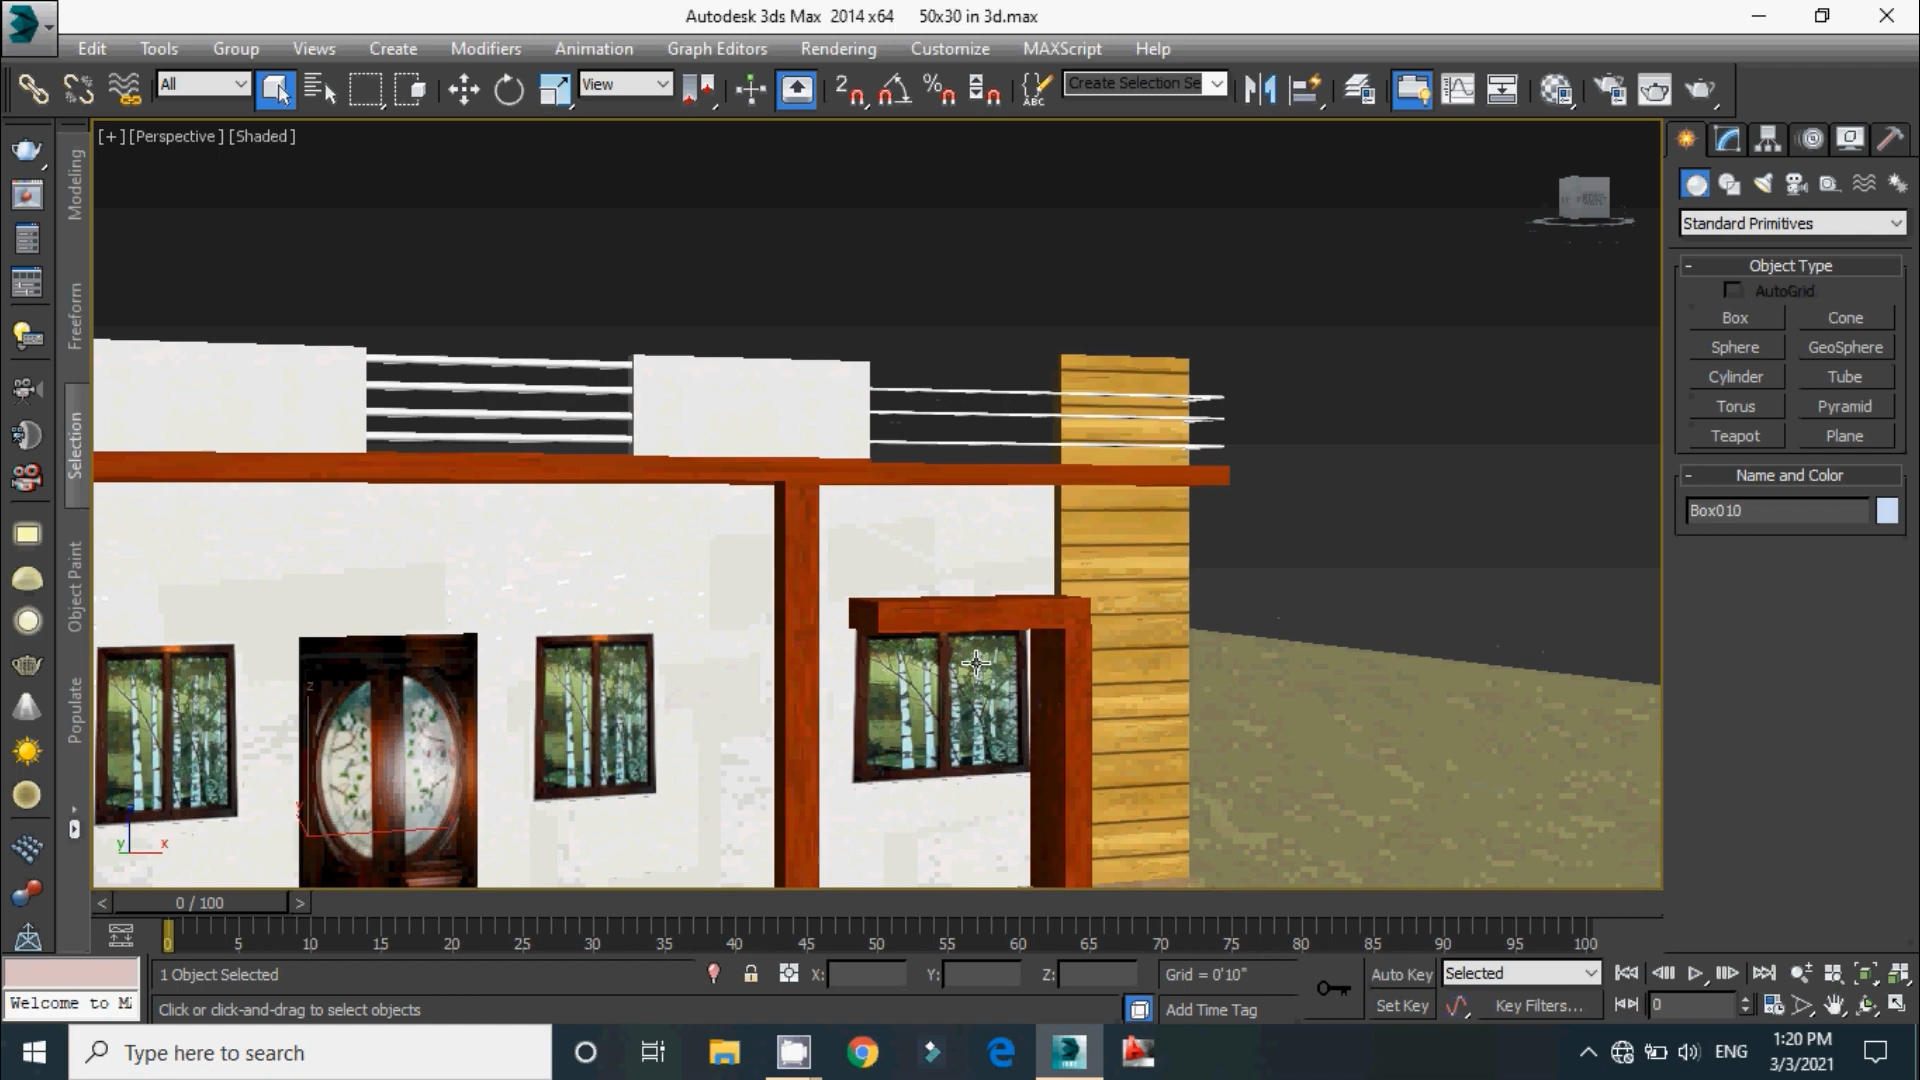 Autodesk 3ds Max 2014 x64 50x30 in 3d.max
Edit Tools Group Views Create Modifiers Animation Graph Editors Rendering Customize MAXScript Help
All
View
2
%
ABC
Create Selection Se
[+] [Perspective] [Shaded]
Modeling
Freeform
Selection
Object Paint
Populate
Standard Primitives
- Object Type
AutoGrid
Box Cone
Sphere GeoSphere
Cylinder Tube
Torus Pyramid
Teapot Plane
- Name and Color
Box010
z
y
x
y x
< 0 / 100 >
0 5 10 15 20 25 30 35 40 45 50 55 60 65 70 75 80 85 90 95 100
1 Object Selected X: Y: Z: Grid = 0'10" Auto Key Selected
Welcome to M
Click or click-and-drag to select objects Add Time Tag Set Key Key Filters... 0
Type here to search
ENG
1:20 PM
3/3/2021